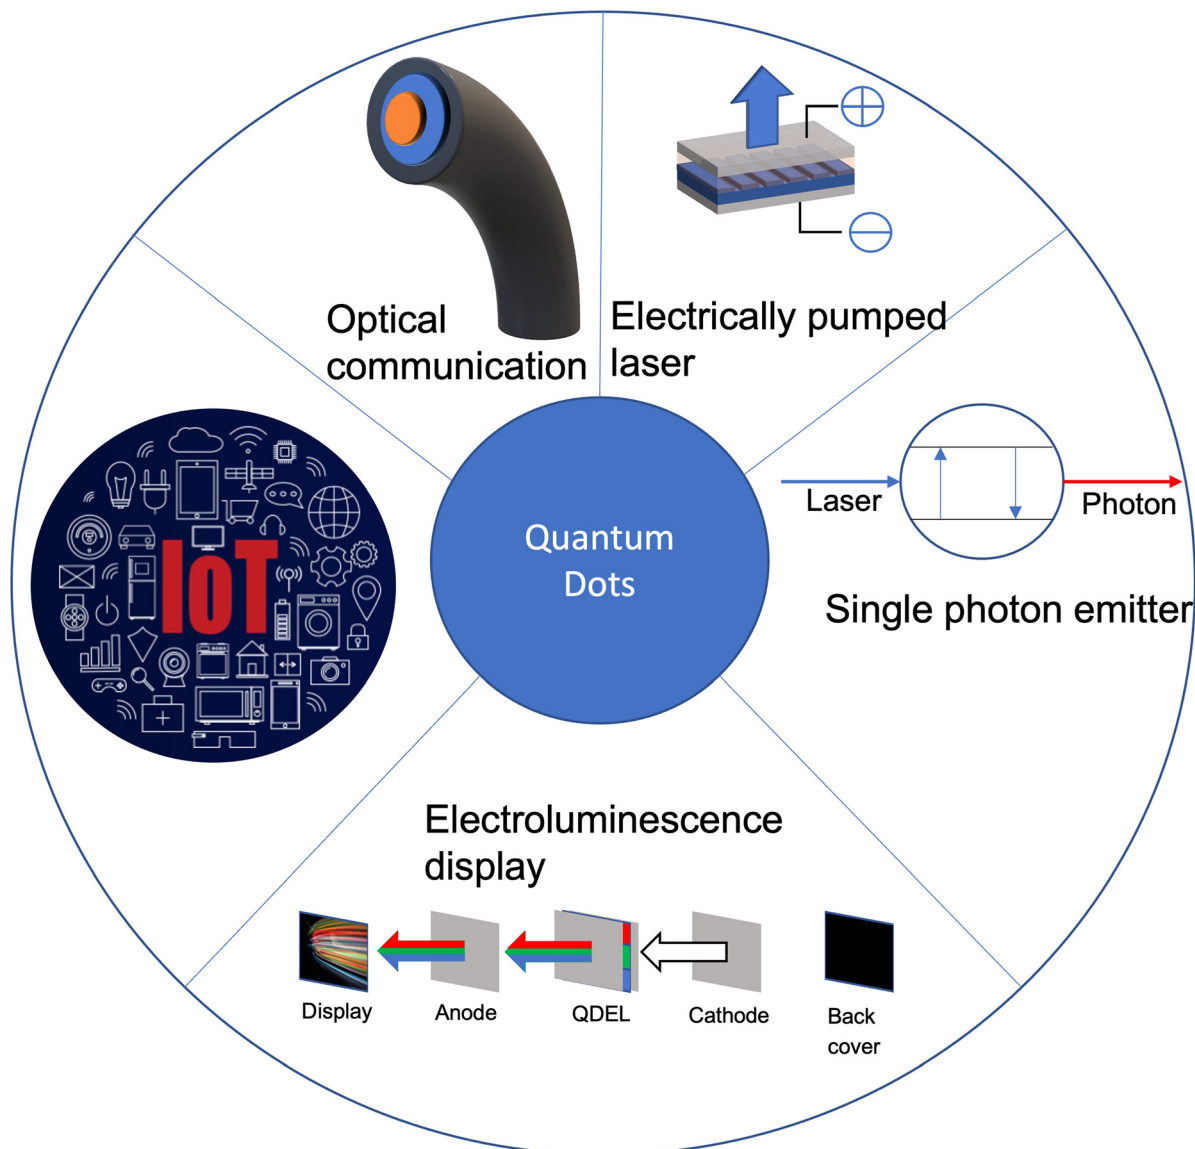 Optical
communication
Electrically pumped
laser
IoT
Quantum
Dots
Laser
Photon
Single photon emitter
Electroluminescence
display
Display
Anode
QDEL
Cathode
Back
cover